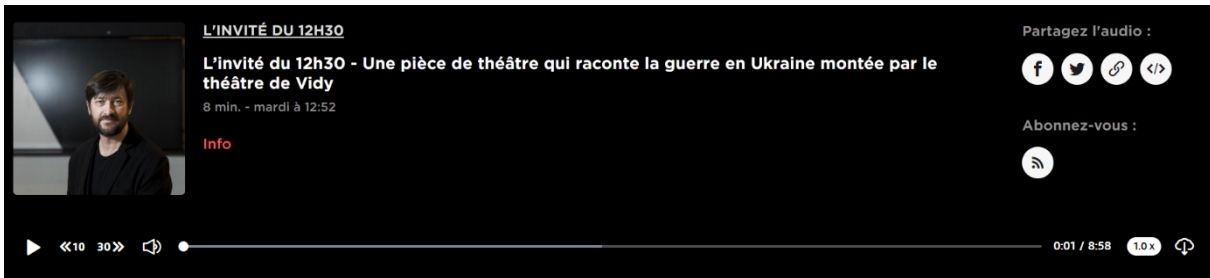 L'INVITÉ DU 12H30
L'invité du 12h30 - Une pièce de théâtre qui raconte la guerre en Ukraine montée par le
théâtre de Vidy
8 min. - mardi à 12:52
Info
Partagez l'audio :
Abonnez-vous :
10 30 0:01 / 8:58 1.0 x